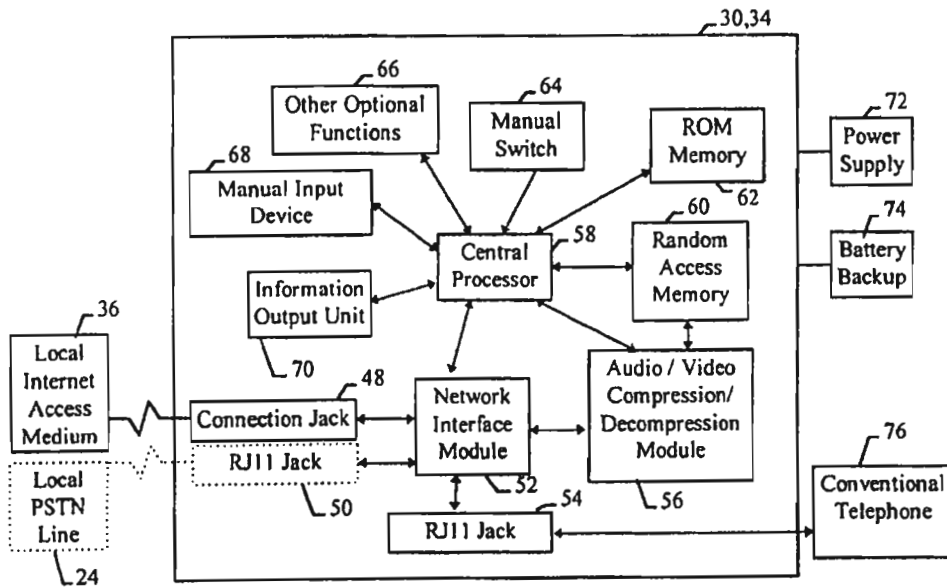 30,34
66
Other Optional
Functions
64
Manual
Switch
ROM
Memory
62
72
Power
Supply
68
Manual Input
Device
60
Random
Access
Memory
74
Battery
Backup
58
Central
Processor
Information
Output Unit
70
36
Local
Internet
Access
Medium
48
Connection Jack
Network
Interface
Module
52
Audio / Video
Compression/
Decompression
Module
56
RJ11 Jack
50
Local
PSTN
Line
24
54
RJ11 Jack
76
Conventional
Telephone